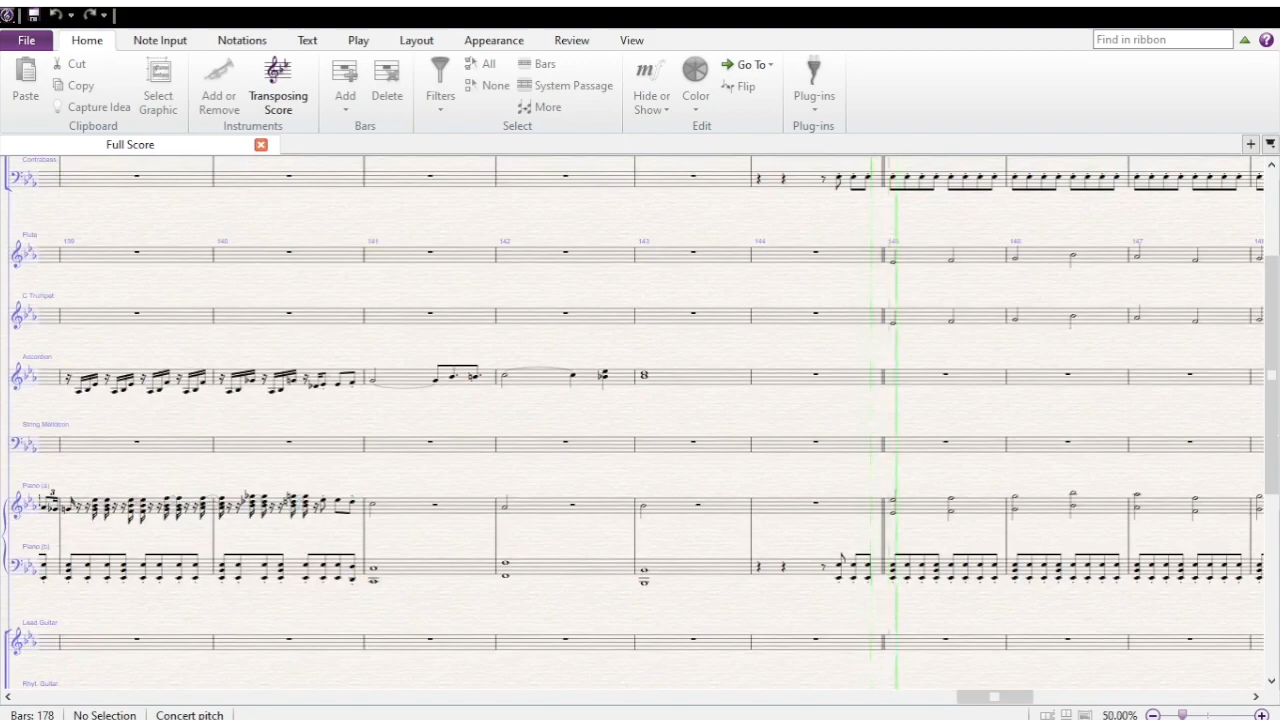 File Home Note Input Notations Text Play Layout Appearance Review View Find in ribbon
Paste Cut Copy Capture Idea Select Graphic Add or Remove Transposing Score Add Delete Filters All None Bars System Passage More Hide or Show Color Go To Flip Plug-ins
Clipboard Instruments Bars Select Edit Plug-ins
Full Score
Contrabass
Flute
139 140 141 142 143 144 145 146 147 148
C Trumpet
Accordion
String Mellotron
3
Piano (a)
Piano (b)
Lead Guitar
Rhyt. Guitar
Bars: 178 No Selection Concert pitch 50.00%